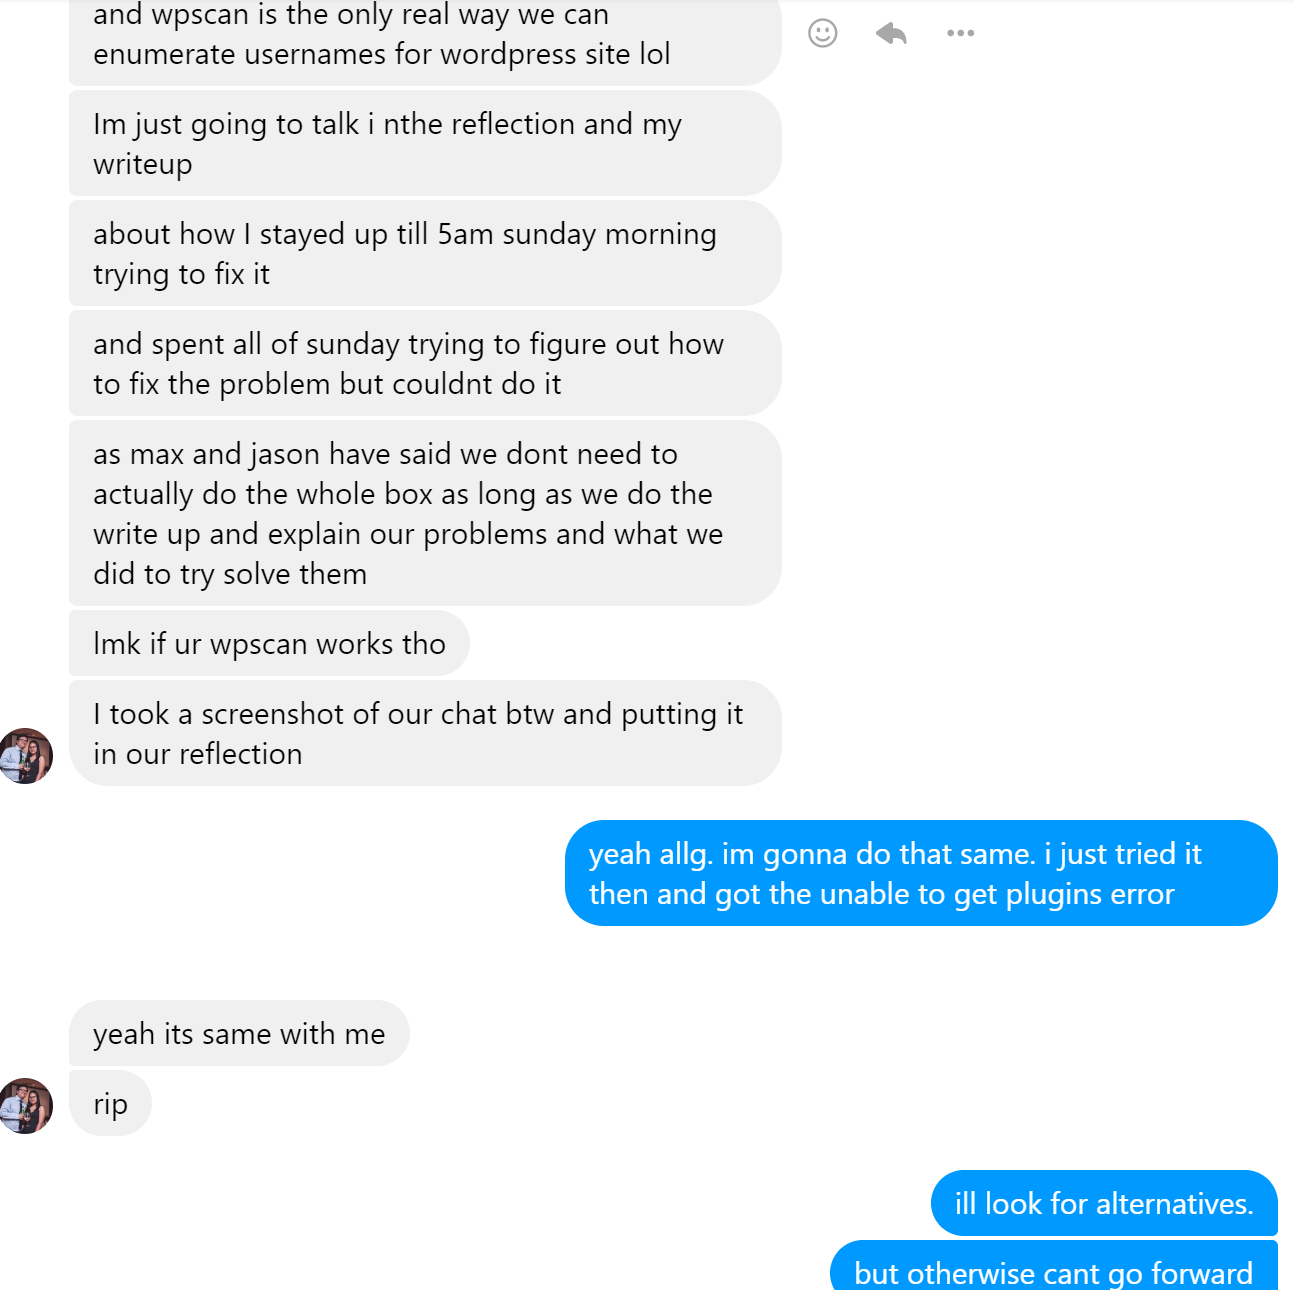 and wpscan is the only real way we can
enumerate usernames for wordpress site lol
Im just going to talk i nthe reflection and my
writeup
about how I stayed up till 5am sunday morning
trying to fix it
and spent all of sunday trying to figure out how
to fix the problem but couldnt do it
as max and jason have said we dont need to
actually do the whole box as long as we do the
write up and explain our problems and what we
did to try solve them
lmk if ur wpscan works tho
I took a screenshot of our chat btw and putting it
in our reflection
yeah allg. im gonna do that same. i just tried it
then and got the unable to get plugins error
yeah its same with me
rip
ill look for alternatives.
but otherwise cant go forward